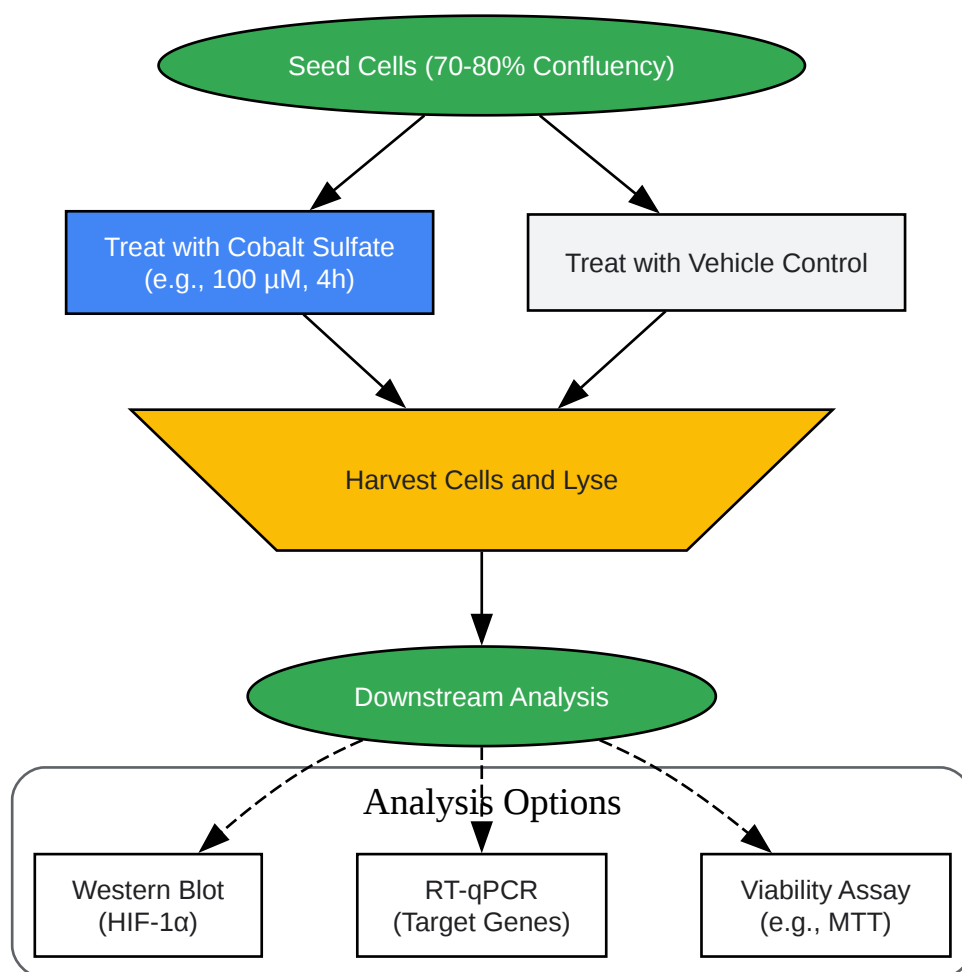 Seed Cells (70-80% Confluency)
Treat with Cobalt Sulfate
(e.g., 100 µM, 4h)
Treat with Vehicle Control
Harvest Cells and Lyse
Downstream Analysis
Analysis Options
Western Blot
(HIF-1α)
RT-qPCR
(Target Genes)
Viability Assay
(e.g., MTT)